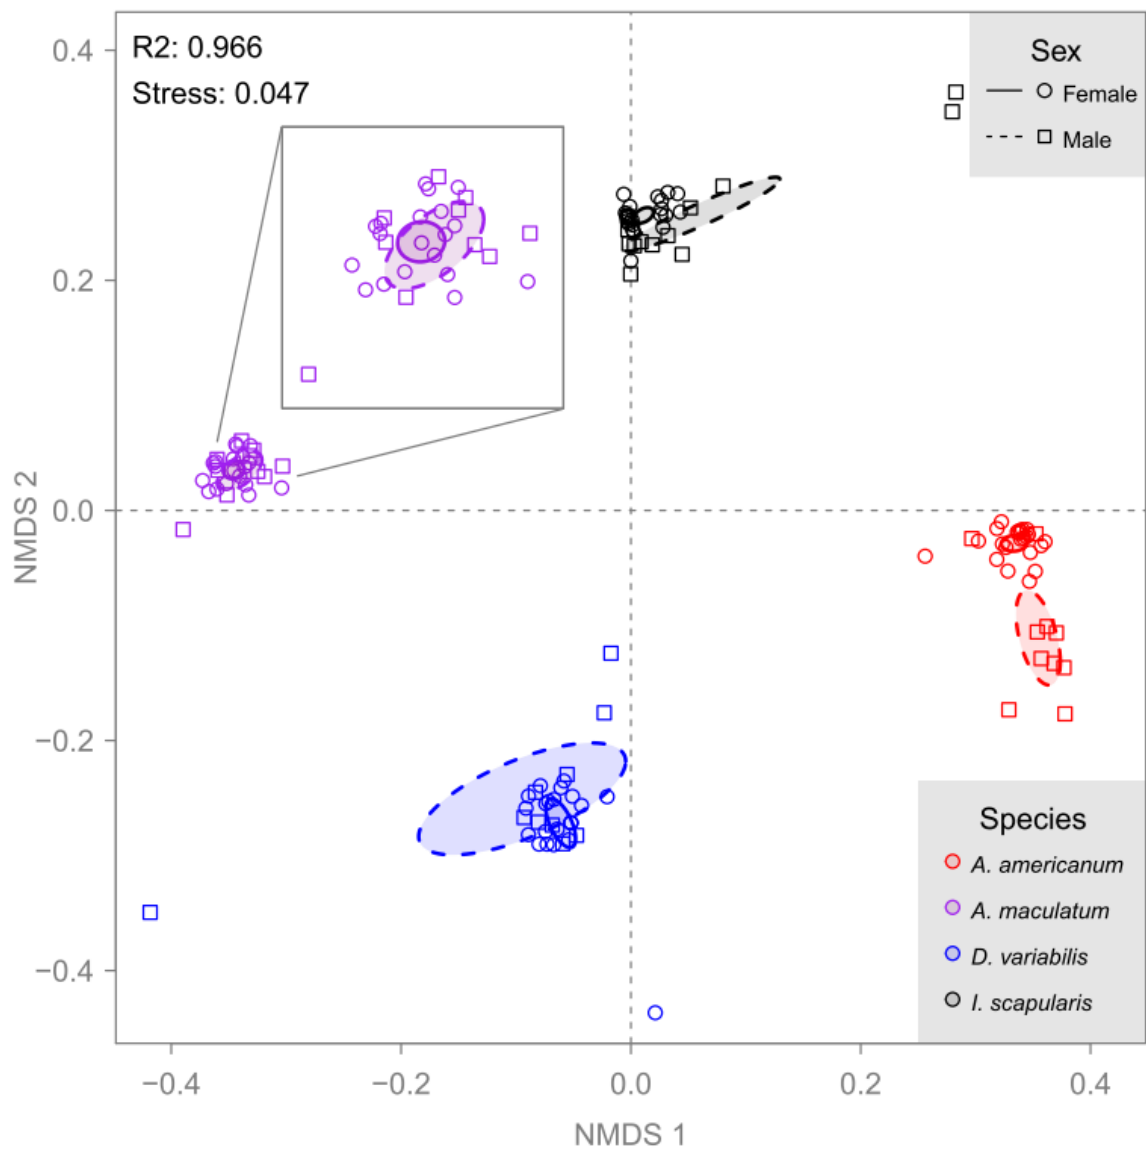 R2: 0.966
Stress: 0.047
Sex
Female
Male
0.4
0.2
0.0
−0.2
−0.4
NMDS 2
Species
A. americanum
A. maculatum
D. variabilis
I. scapularis
−0.4 −0.2 0.0 0.2 0.4
NMDS 1